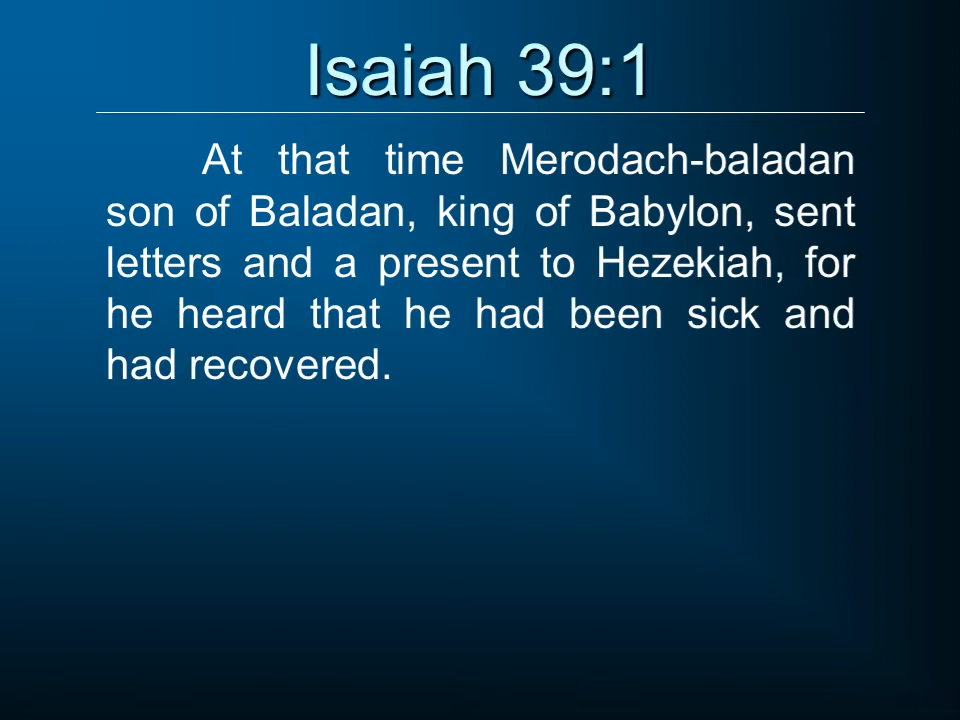 Isaiah 39:1
At that time Merodach-baladan
son of Baladan, king of Babylon, sent
letters and a present to Hezekiah, for
he heard that he had been sick and
had recovered.